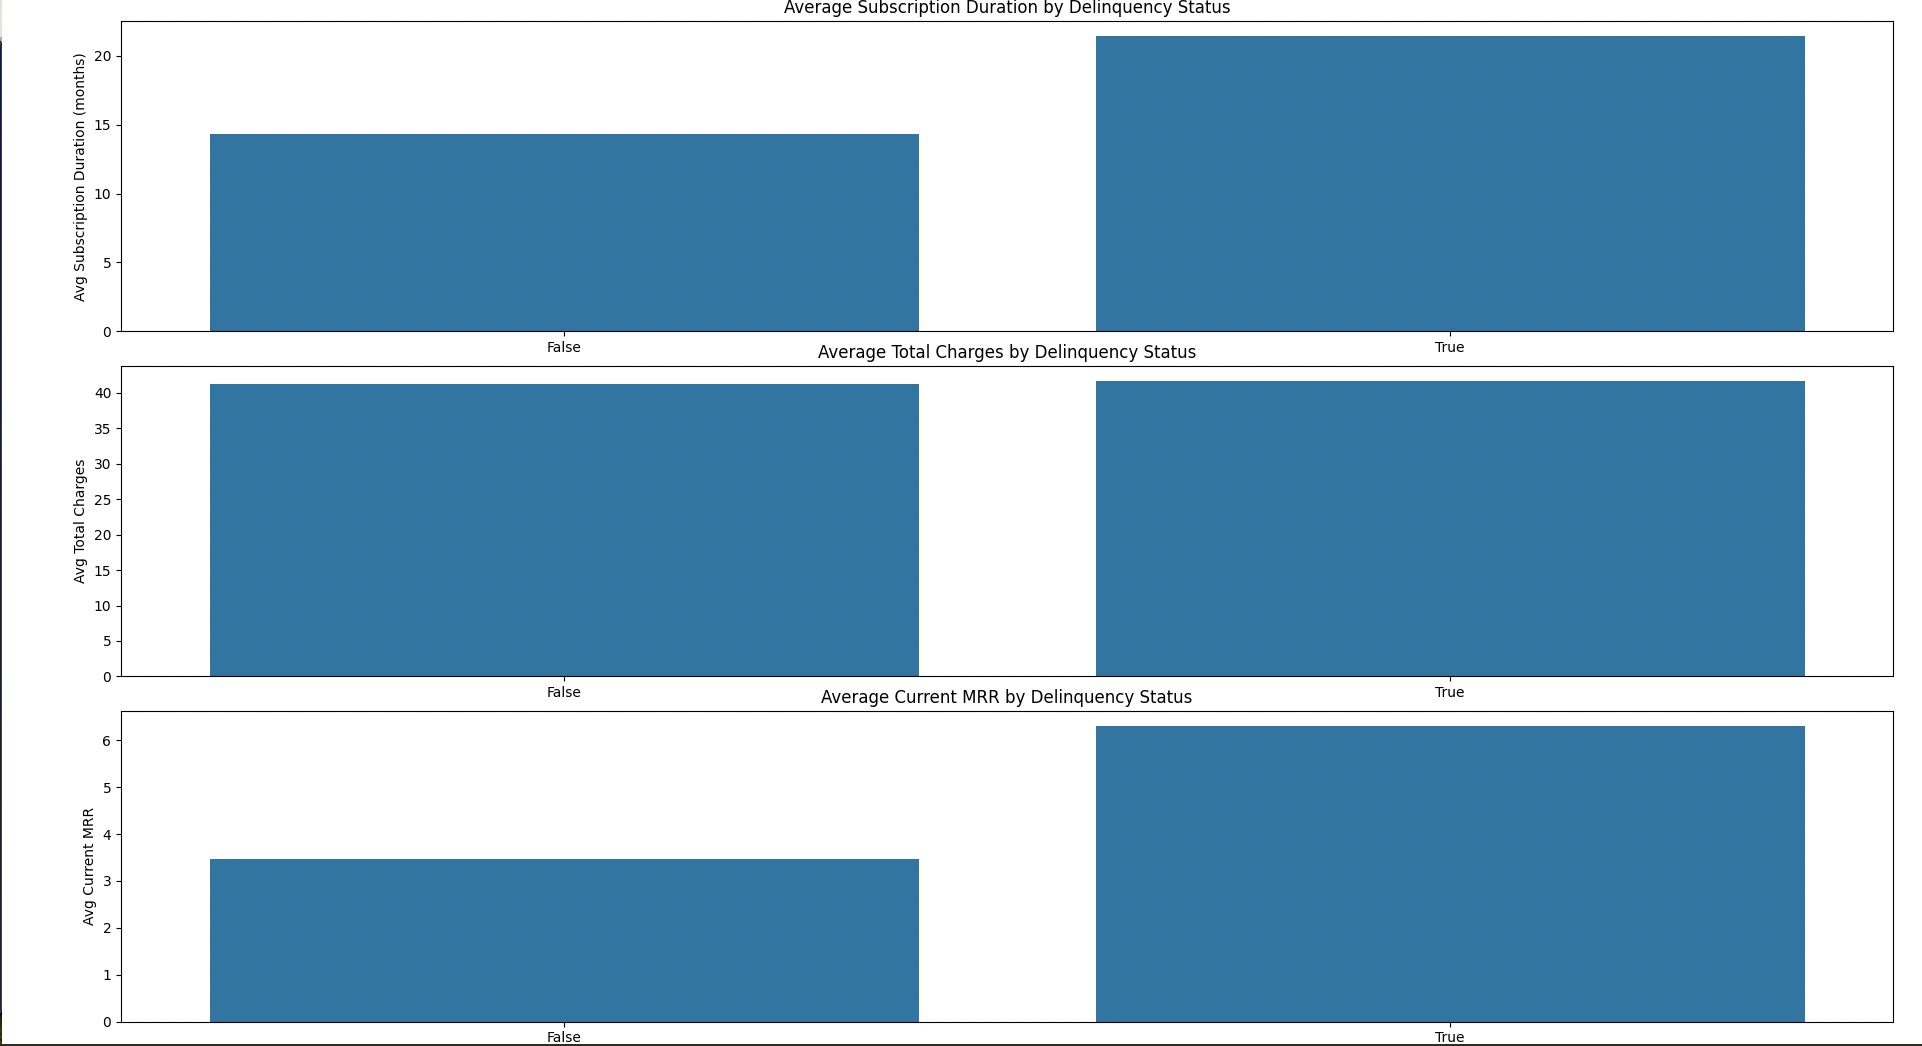 Average Subscription Duration by Delinquency Status
Avg Subscription Duration (months)
20
15
10
5
0
False
True
Average Total Charges by Delinquency Status
Avg Total Charges
40
35
30
25
20
15
10
5
0
False
True
Average Current MRR by Delinquency Status
Avg Current MRR
6
5
4
3
2
1
0
False
True